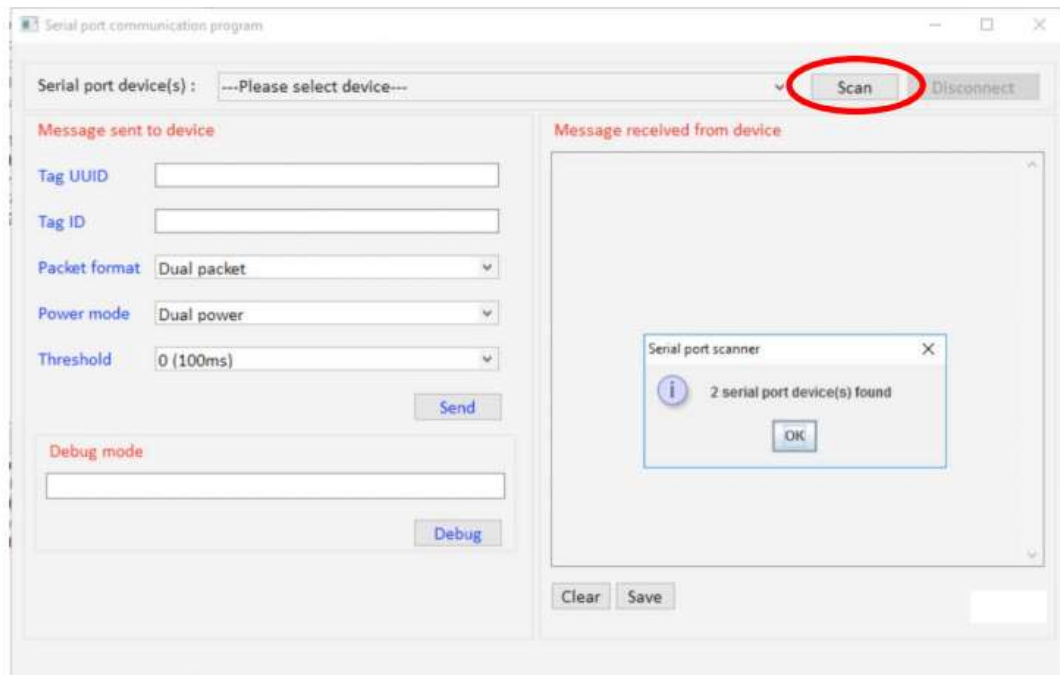 Serial port communication program
Serial port device(s) : ---Please select device--- Scan Disconnect
Message sent to device
Tag UUID
Tag ID
Packet format Dual packet
Power mode Dual power
Threshold 0 (100ms)
Send
Debug mode
Debug
Message received from device
Serial port scanner
2 serial port device(s) found
OK
Clear Save